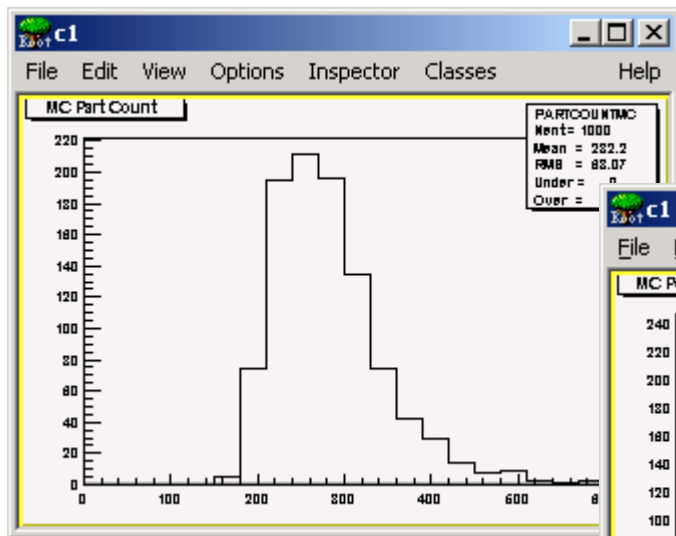 c1
File Edit View Options Inspector Classes Help
MC Part Count
PARTCOUNTMC
Nent= 1000
Mean = 282.2
RMS =
Under = 0
Over =
220
200
180
160
140
120
100
80
60
40
20
0
0 100 200 300 400 500 600
c1
File
MC
240
220
200
180
160
140
120
100